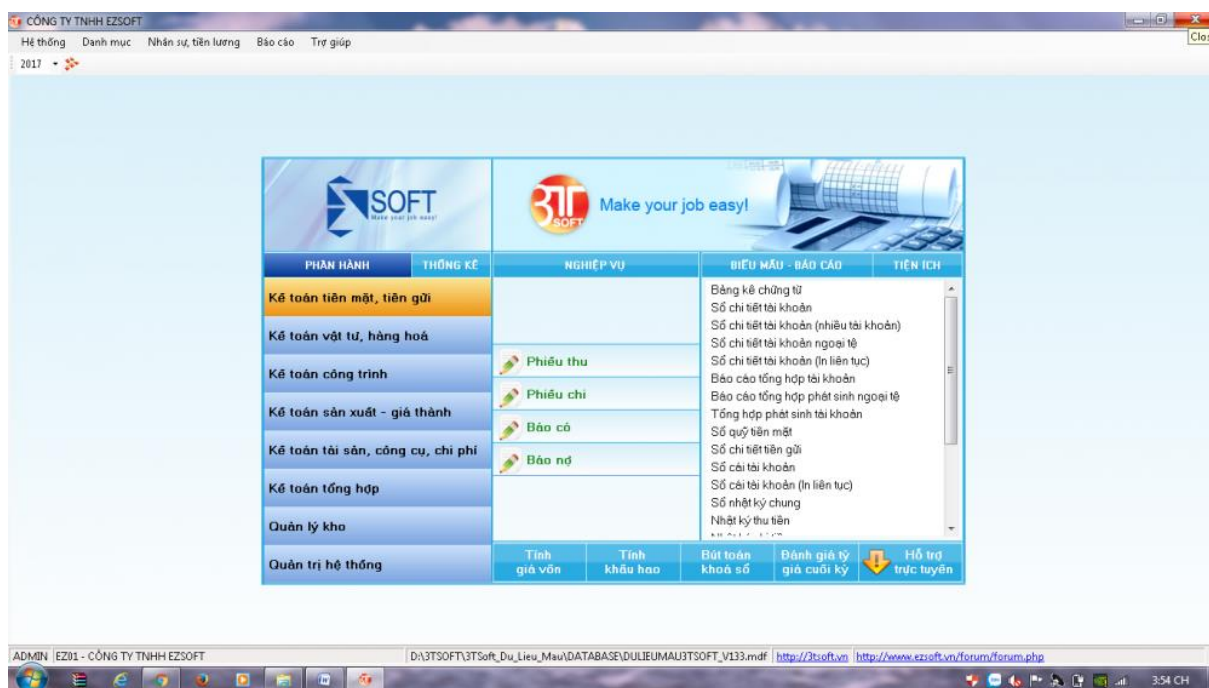 CÔNG TY TNHH EZSOFT
Clo
Hệ thống Danh mục Nhân sự, tiền lương Báo cáo Trợ giúp
2017
SOFT
Make your job easy!
3T
SOFT
Make your job easy!
PHÂN HÀNH THỐNG KÊ NGHIỆP VỤ BIỂU MẪU - BÁO CÁO TIỆN ÍCH
Kế toán tiền mặt, tiền gửi
Kế toán vật tư, hàng hoá
Kế toán công trình
Kế toán sản xuất - giá thành
Kế toán tài sản, công cụ, chi phí
Kế toán tổng hợp
Quản lý kho
Quản trị hệ thống
Phiếu thu
Phiếu chi
Báo có
Báo nợ
Bảng kê chứng từ
Sổ chi tiết tài khoản
Sổ chi tiết tài khoản (nhiều tài khoản)
Sổ chi tiết tài khoản ngoại tệ
Sổ chi tiết tài khoản (In liên tục)
Báo cáo tổng hợp tài khoản
Báo cáo tổng hợp phát sinh ngoại tệ
Tổng hợp phát sinh tài khoản
Sổ quỹ tiền mặt
Sổ chi tiết tiền gửi
Sổ cái tài khoản
Sổ cái tài khoản (In liên tục)
Sổ nhật ký chung
Nhật ký thu tiền
Tính giá vốn
Tính khấu hao
Bút toán khoá sổ
Đánh giá tỷ giá cuối kỳ
Hỗ trợ trực tuyến
ADMIN EZ01 - CÔNG TY TNHH EZSOFT D:\3TSOFT\3TSoft_Du_Lieu_Mau\DATABASE\DULIEUMAU3TSOFT_V133.mdf http://3tsoft.vn http://www.ezsoft.vn/forum/forum.php
3:54 CH